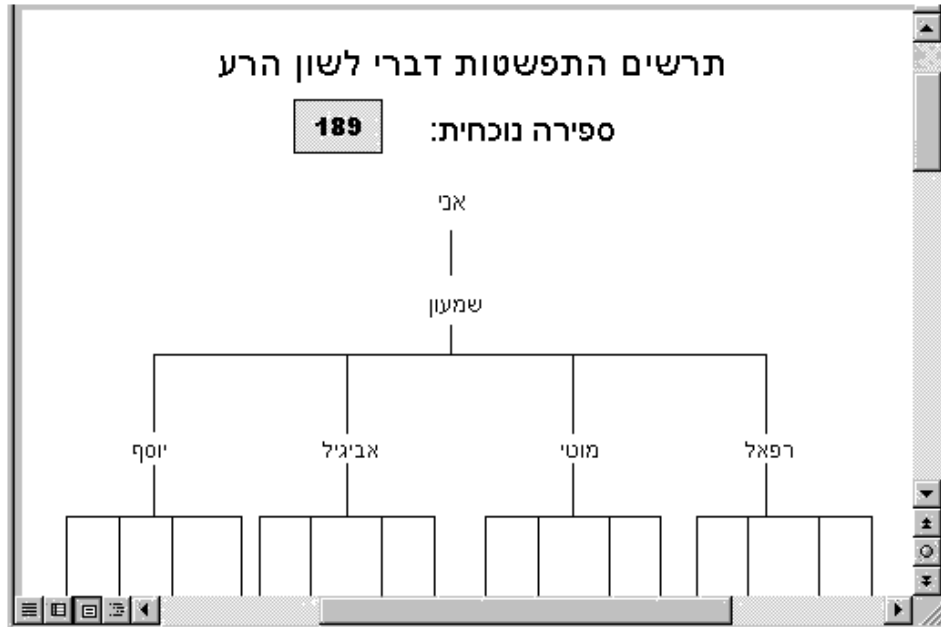 תרשים התפשטות דברי לשון הרע
ספירה נוכחית: 189
אני
שמעון
רפאל מוטי אביגיל יוסף